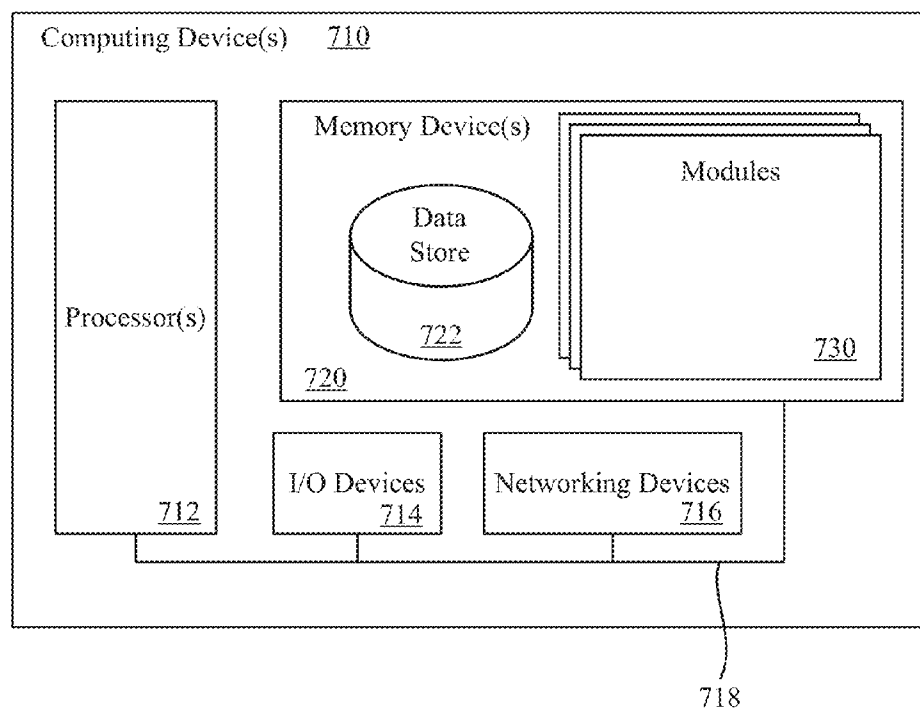 Computing Device(s) 710
Processor(s)
712
Memory Device(s)
Data
Store
722
720
Modules
730
I/O Devices
714
Networking Devices
716
718